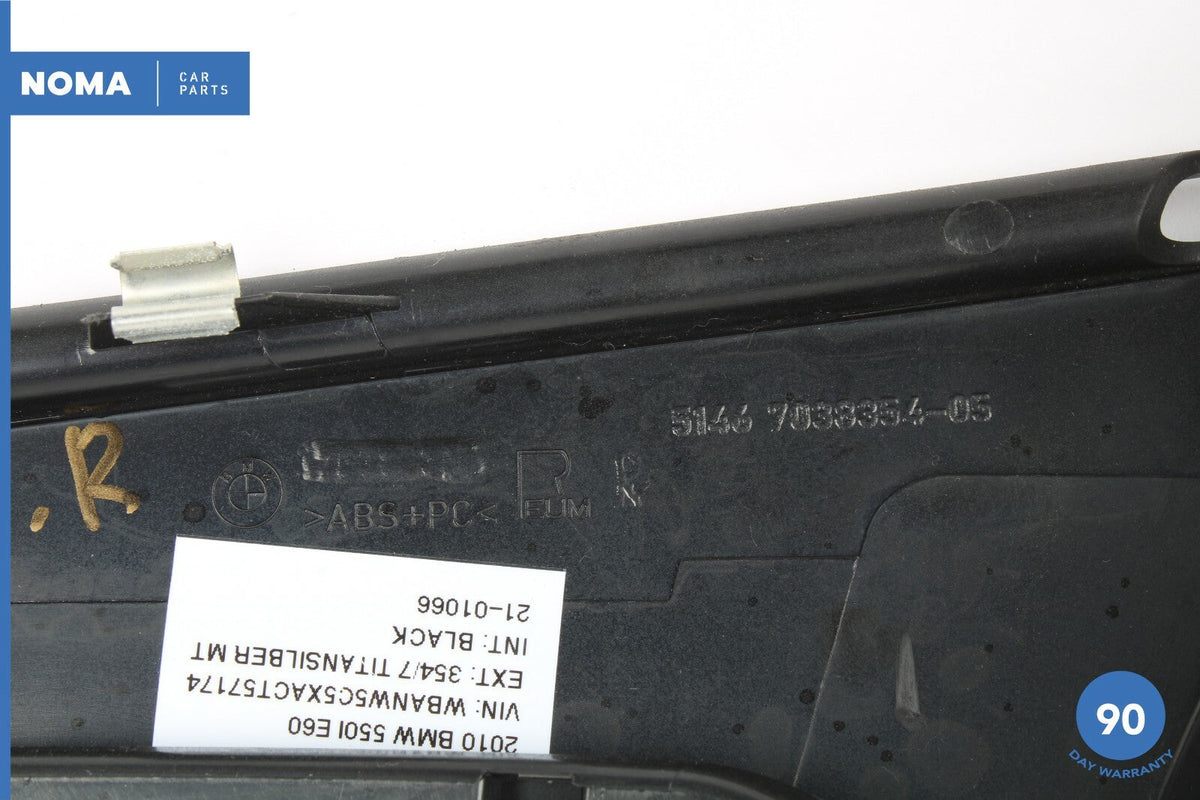 NOMA
CAR
PARTS
5146 7038354-05
BMW
>ABS+PC<
R
.R
2010 BMW 550I E60
VIN: WBANW5C5XACT57174
EXT: 354/7 TITANSILBER MT
INT: BLACK
21-01066
90
DAY WARRANTY